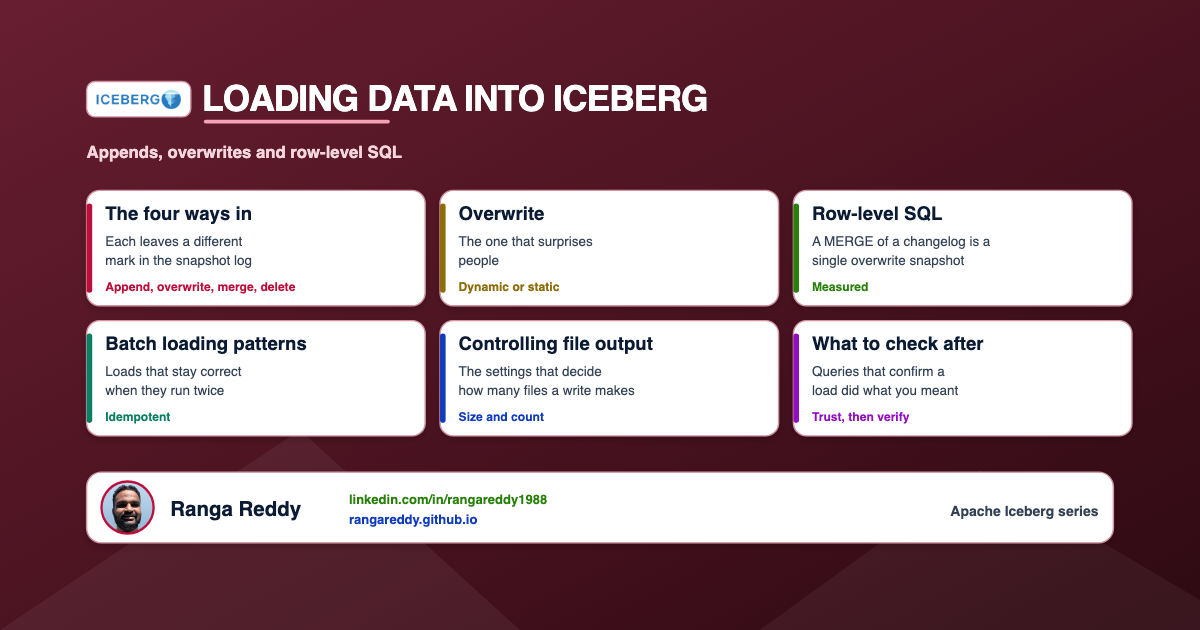 ICEBERG
LOADING DATA INTO ICEBERG
Appends, overwrites and row-level SQL
The four ways in
Each leaves a different
mark in the snapshot log
Append, overwrite, merge, delete
Overwrite
The one that surprises
people
Dynamic or static
Row-level SQL
A MERGE of a changelog is a
single overwrite snapshot
Measured
Batch loading patterns
Loads that stay correct
when they run twice
Idempotent
Controlling file output
The settings that decide
how many files a write makes
Size and count
What to check after
Queries that confirm a
load did what you meant
Trust, then verify
Ranga Reddy
linkedin.com/in/rangareddy1988
rangareddy.github.io
Apache Iceberg series